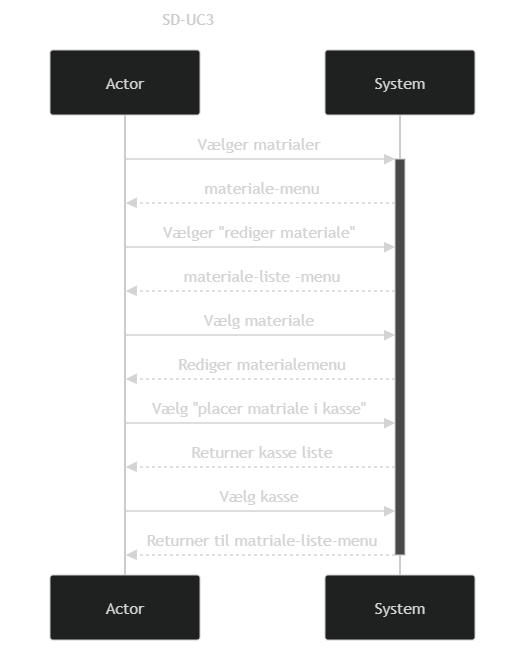 SD-UC3
Actor
System
Vælger matrialer
materiale-menu
Vælger "rediger materiale"
materiale-liste -menu
Vælg materiale
Rediger materialemenu
Vælg "placer matriale i kasse"
Returner kasse liste
Vælg kasse
Returner til matriale-liste-menu
Actor
System